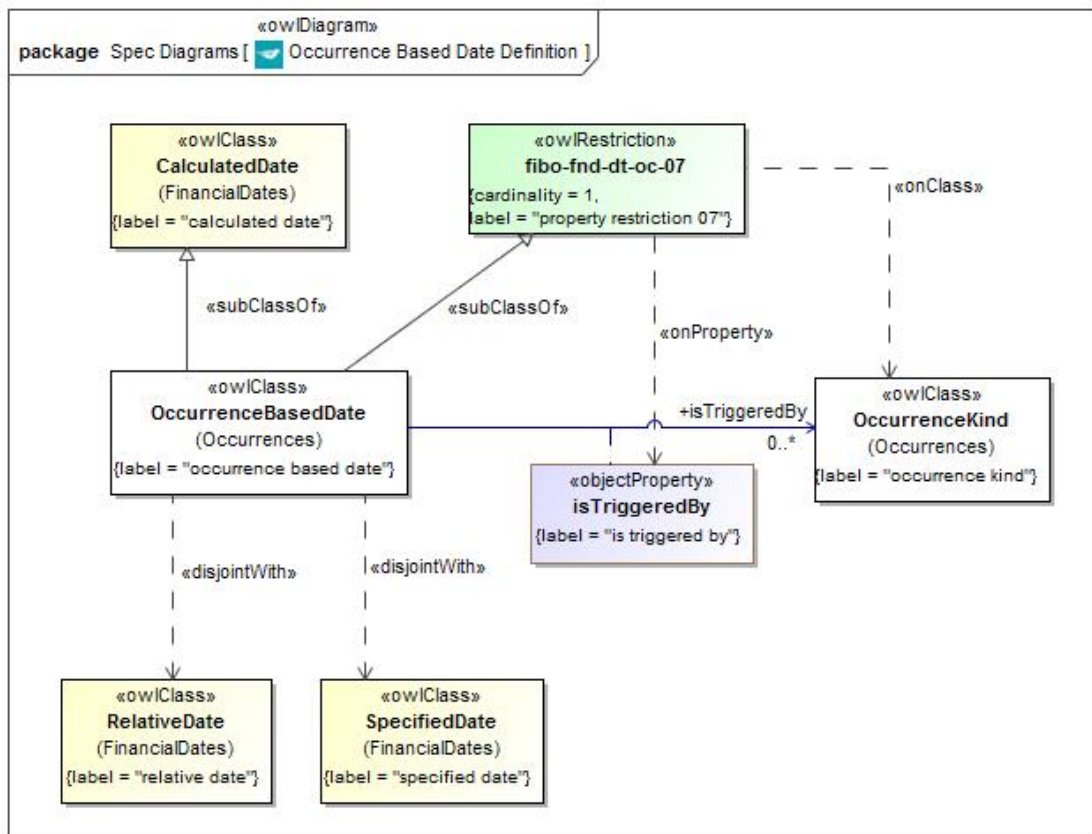 «owlDiagram»
package Spec Diagrams [ Occurrence Based Date Definition ]
«owlClass»
CalculatedDate
(FinancialDates)
{label = "calculated date"}
«owlRestriction»
fibo-fnd-dt-oc-07
{cardinality = 1,
label = "property restriction 07"}
«onClass»
«subClassOf»
«subClassOf»
«onProperty»
«owlClass»
OccurrenceBasedDate
(Occurrences)
{label = "occurrence based date"}
+isTriggeredBy
0..*
«owlClass»
OccurrenceKind
(Occurrences)
{label = "occurrence kind"}
«objectProperty»
isTriggeredBy
{label = "is triggered by"}
«disjointWith»
«disjointWith»
«owlClass»
RelativeDate
(FinancialDates)
{label = "relative date"}
«owlClass»
SpecifiedDate
(FinancialDates)
{label = "specified date"}